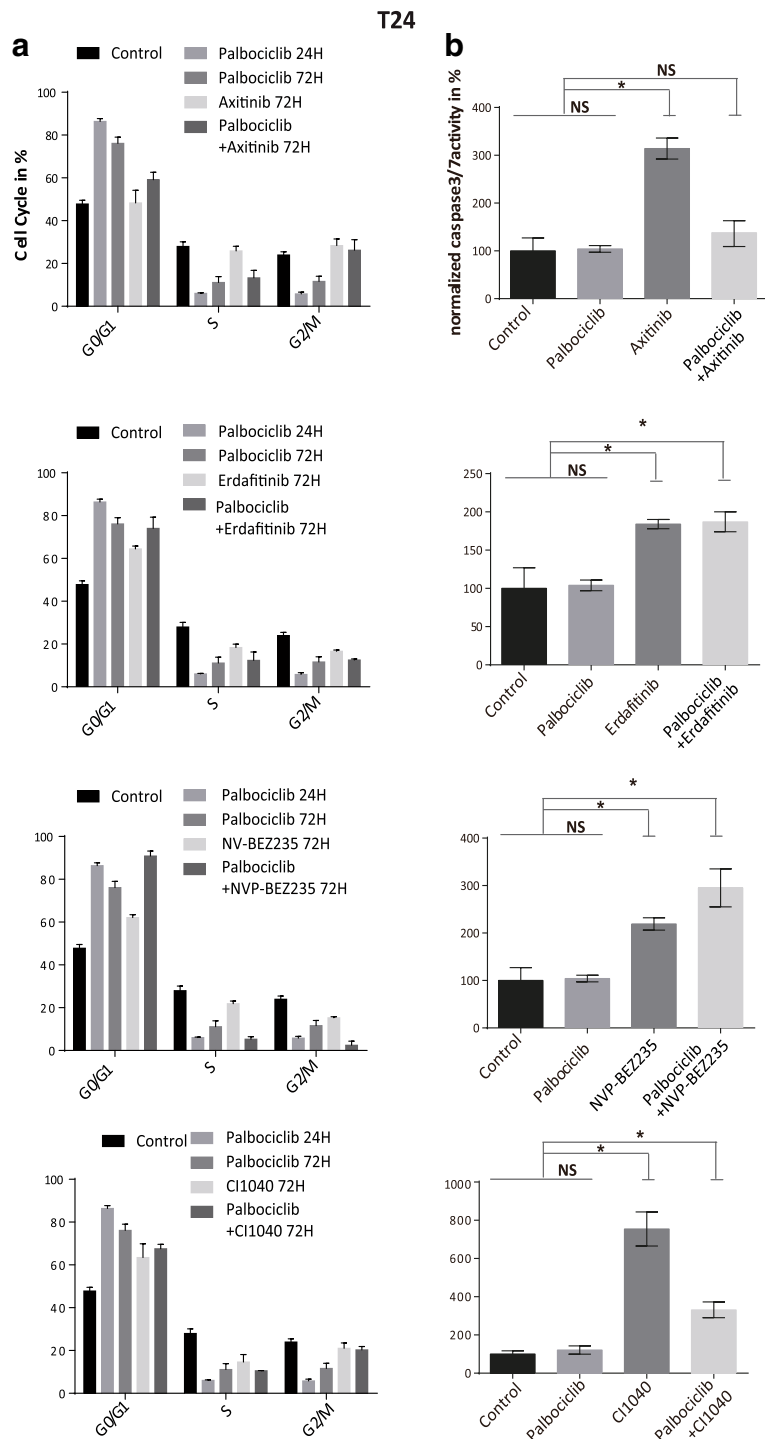 T24
a
Control
Palbociclib 24H
Palbociclib 72H
Axitinib 72H
Palbociclib
+Axitinib 72H
Cell Cycle in %
100
80
60
40
20
0
G0/G1
S
G2/M
b
NS
*
NS
normalized caspase3/7activity in %
400
300
200
100
0
Control
Palbociclib
Axitinib
Palbociclib
+Axitinib
Control
Palbociclib 24H
Palbociclib 72H
Erdafitinib 72H
Palbociclib
+Erdafitinib 72H
100
80
60
40
20
0
G0/G1
S
G2/M
*
*
NS
250
200
150
100
50
0
Control
Palbociclib
Erdafitinib
Palbociclib
+Erdafitinib
Control
Palbociclib 24H
Palbociclib 72H
NV-BEZ235 72H
Palbociclib
+NVP-BEZ235 72H
100
80
60
40
20
0
G0/G1
S
G2/M
*
*
NS
400
300
200
100
0
Control
Palbociclib
NVP-BEZ235
Palbociclib
+NVP-BEZ235
Control
Palbociclib 24H
Palbociclib 72H
CI1040 72H
Palbociclib
+CI1040 72H
100
80
60
40
20
0
G0/G1
S
G2/M
*
*
NS
1000
800
600
400
200
0
Control
Palbociclib
CI1040
Palbociclib
+CI1040